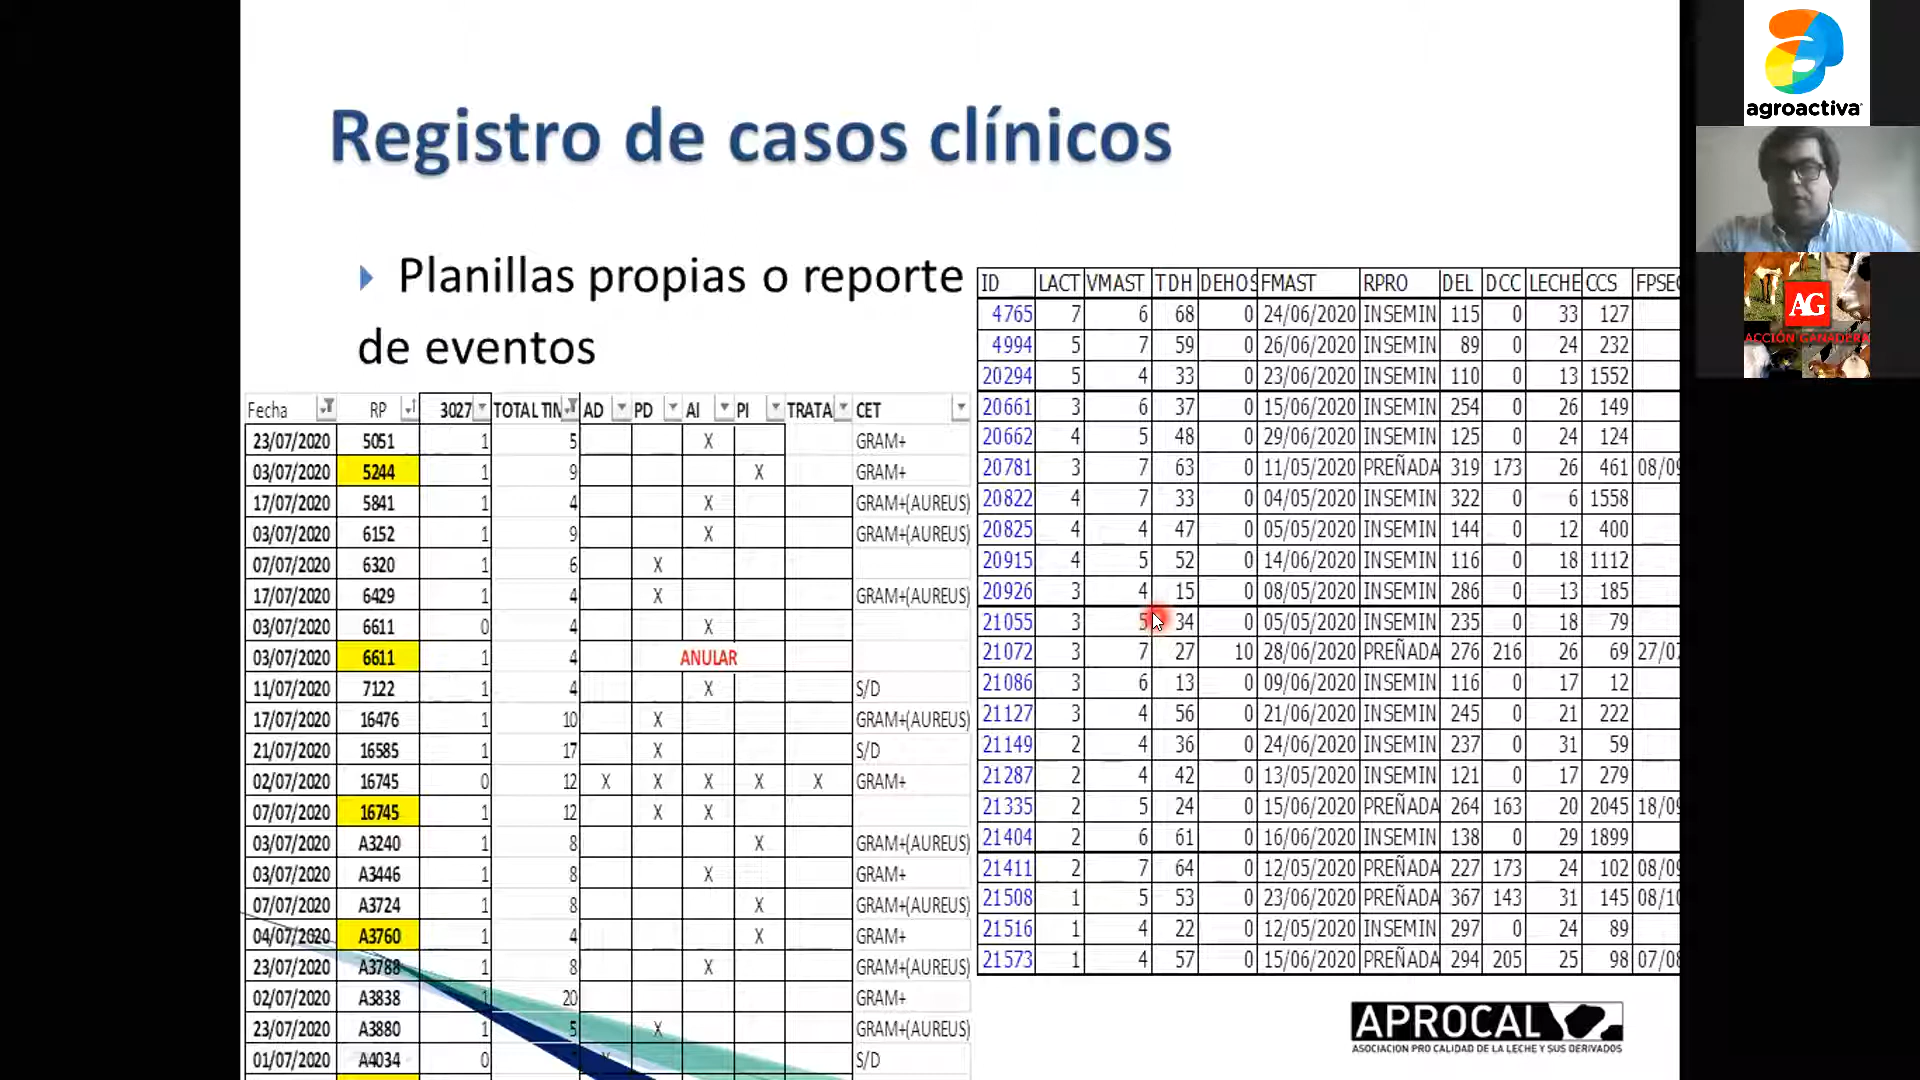 Registro de casos clínicos
Planillas propias o reporte
de eventos
Fecha RP 3027 TOTAL TIM AD PD AI PI TRATA CET
23/07/2020 5051 1 5 X GRAM+
03/07/2020 5244 1 9 X GRAM+
17/07/2020 5841 1 4 X GRAM+(AUREUS)
03/07/2020 6152 1 9 X GRAM+(AUREUS)
07/07/2020 6320 1 6 X
17/07/2020 6429 1 4 X GRAM+(AUREUS)
03/07/2020 6611 0 4 X
03/07/2020 6611 1 4 ANULAR
11/07/2020 7122 1 4 X S/D
17/07/2020 16476 1 10 X GRAM+(AUREUS)
21/07/2020 16585 1 17 X S/D
02/07/2020 16745 0 12 X X X X X GRAM+
07/07/2020 16745 1 12 X X
03/07/2020 A3240 1 8 X GRAM+(AUREUS)
03/07/2020 A3446 1 8 X GRAM+
07/07/2020 A3724 1 8 X GRAM+(AUREUS)
04/07/2020 A3760 1 4 X GRAM+
23/07/2020 A3788 1 8 X GRAM+(AUREUS)
02/07/2020 A3838 1 20 GRAM+
23/07/2020 A3880 1 5 X GRAM+(AUREUS)
01/07/2020 A4034 0 X S/D
ID LACT VMAST TDH DEHOS FMAST RPRO DEL DCC LECHE CCS FPSEC
4765 7 6 68 0 24/06/2020 INSEMIN 115 0 33 127
4994 5 7 59 0 26/06/2020 INSEMIN 89 0 24 232
20294 5 4 33 0 23/06/2020 INSEMIN 110 0 13 1552
20661 3 6 37 0 15/06/2020 INSEMIN 254 0 26 149
20662 4 5 48 0 29/06/2020 INSEMIN 125 0 24 124
20781 3 7 63 0 11/05/2020 PREÑADA 319 173 26 461 08/09
20822 4 7 33 0 04/05/2020 INSEMIN 322 0 6 1558
20825 4 4 47 0 05/05/2020 INSEMIN 144 0 12 400
20915 4 5 52 0 14/06/2020 INSEMIN 116 0 18 1112
20926 3 4 15 0 08/05/2020 INSEMIN 286 0 13 185
21055 3 5 34 0 05/05/2020 INSEMIN 235 0 18 79
21072 3 7 27 10 28/06/2020 PREÑADA 276 216 26 69 27/07
21086 3 6 13 0 09/06/2020 INSEMIN 116 0 17 12
21127 3 4 56 0 21/06/2020 INSEMIN 245 0 21 222
21149 2 4 36 0 24/06/2020 INSEMIN 237 0 31 59
21287 2 4 42 0 13/05/2020 INSEMIN 121 0 17 279
21335 2 5 24 0 15/06/2020 PREÑADA 264 163 20 2045 18/09
21404 2 6 61 0 16/06/2020 INSEMIN 138 0 29 1899
21411 2 7 64 0 12/05/2020 PREÑADA 227 173 24 102 08/09
21508 1 5 53 0 23/06/2020 PREÑADA 367 143 31 145 08/10
21516 1 4 22 0 12/05/2020 INSEMIN 297 0 24 89
21573 1 4 57 0 15/06/2020 PREÑADA 294 205 25 98 07/08
APROCAL
ASOCIACION PRO CALIDAD DE LA LECHE Y SUS DERIVADOS
agroactiva
AG
ACCIÓN GANADERA